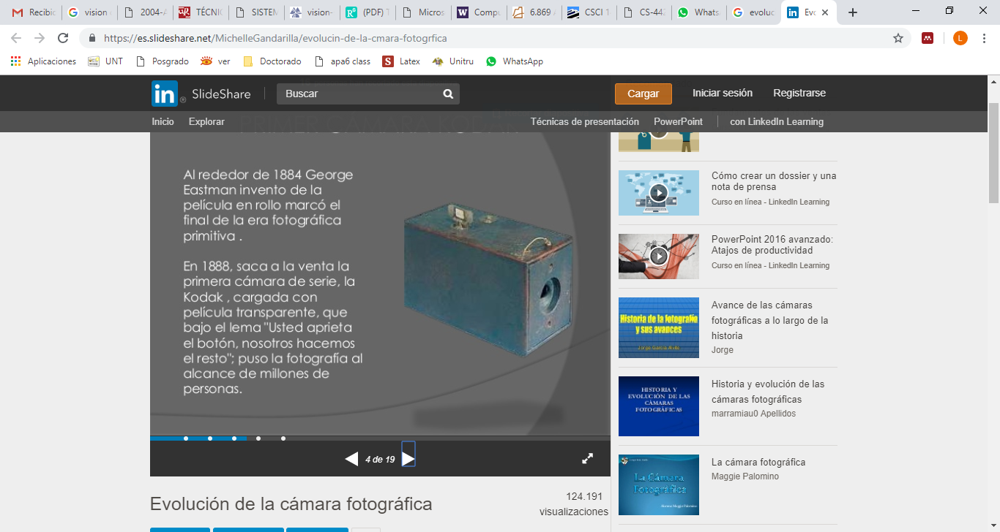 Recibic
vision
2004-A
TÉCNIC
SISTEM
vision-
(PDF) T
Micros
Compu
6.869
CSCI 1
CS-442
Whats
evoluc
Evo
https://es.slideshare.net/MichelleGandarilla/evolucin-de-la-cmara-fotogrfica
L
Aplicaciones
UNT
Posgrado
ver
Doctorado
apa6 class
Latex
Unitru
WhatsApp
in
SlideShare
Buscar
Cargar
Iniciar sesión
Registrarse
Inicio
Explorar
Técnicas de presentación
PowerPoint
con LinkedIn Learning
PRIMER CAMARA KODAK
Al rededor de 1884 George
Eastman invento de la
película en rollo marcó el
final de la era fotográfica
primitiva .
En 1888, saca a la venta la
primera cámara de serie, la
Kodak , cargada con
película transparente, que
bajo el lema "Usted aprieta
el botón, nosotros hacemos
el resto"; puso la fotografía al
alcance de millones de
personas.
4 de 19
Evolución de la cámara fotográfica
124.191
visualizaciones
Cómo crear un dossier y una
nota de prensa
Curso en línea - LinkedIn Learning
PowerPoint 2016 avanzado:
Atajos de productividad
Curso en línea - LinkedIn Learning
Historia de la fotografía
y sus avances
Avance de las cámaras
fotográficas a lo largo de la
historia
Jorge
HISTORIA Y
EVOLUCIÓN DE LAS
CÁMARAS
FOTOGRÁFICAS
Historia y evolución de las
cámaras fotográficas
marramiau0 Apellidos
La Cámara
Fotográfica
La cámara fotográfica
Maggie Palomino